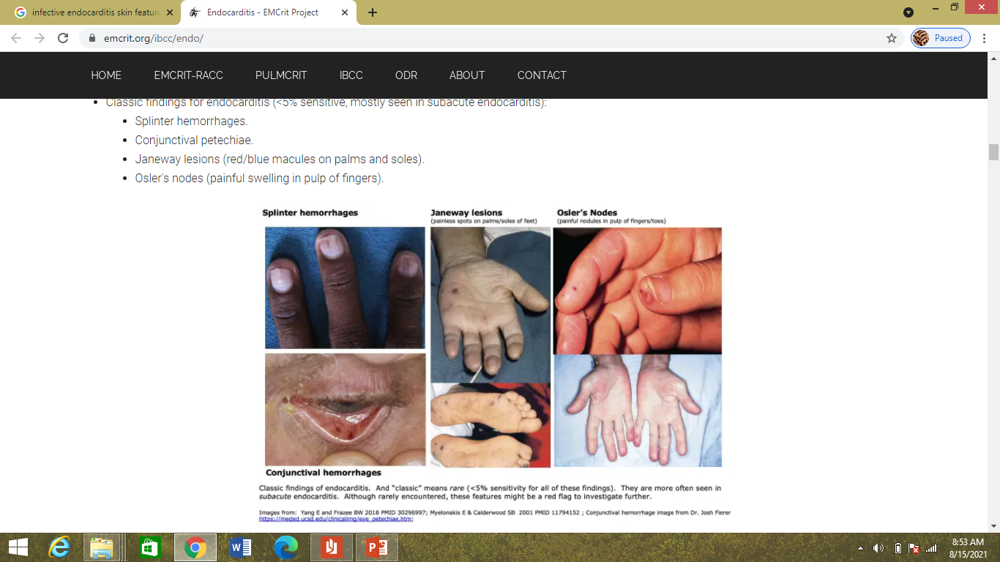 infective endocarditis skin feature
Endocarditis - EMCrit Project
emcrit.org/ibcc/endo/
Paused
HOME EMCRIT-RACC PULMCRIT IBCC ODR ABOUT CONTACT
Classic findings for endocarditis (<5% sensitive, mostly seen in subacute endocarditis):
Splinter hemorrhages.
Conjunctival petechiae.
Janeway lesions (red/blue macules on palms and soles).
Osler's nodes (painful swelling in pulp of fingers).
Splinter hemorrhages
Janeway lesions
(painless spots on palms/soles of feet)
Osler's Nodes
(painful nodules in pulp of fingers/toes)
Conjunctival hemorrhages
Classic findings of endocarditis. And "classic" means rare (<5% sensitivity for all of these findings). They are more often seen in
subacute endocarditis. Although rarely encountered, these features might be a red flag to investigate further.
Images from: Yang E and Frazee BW 2018 PMID 30296997; Myelonakis E & Calderwood SB 2001 PMID 11794152 ; Conjunctival hemorrhage image from Dr. Josh Fierer
https://meded.ucsd.edu/clinicalimg/eye_petechiae.htm;
8:53 AM
8/15/2021